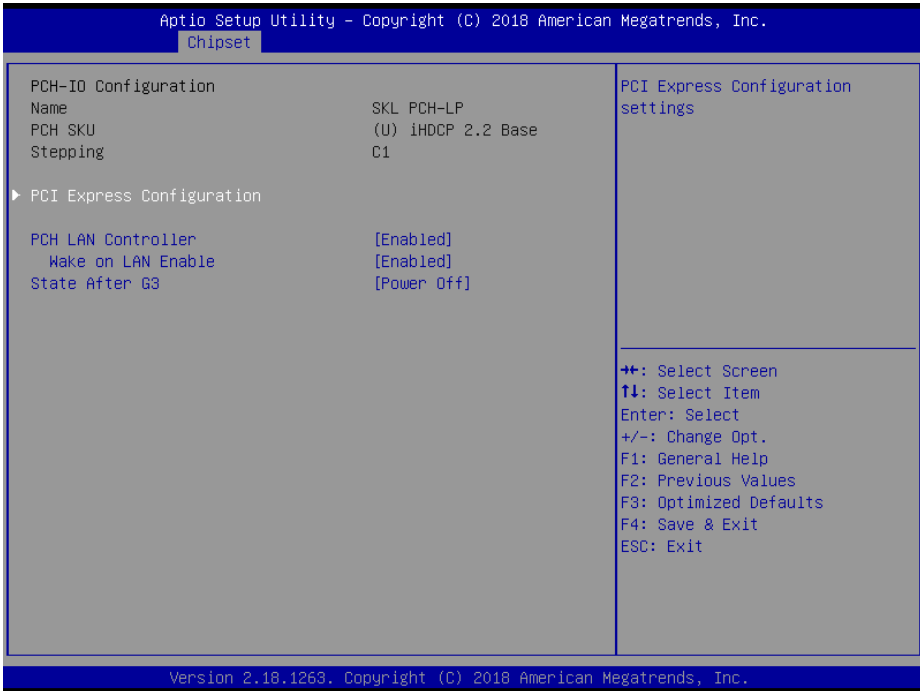 Aptio Setup Utility – Copyright (C) 2018 American Megatrends, Inc.
Chipset
PCH-IO Configuration
Name SKL PCH-LP
PCH SKU (U) iHDCP 2.2 Base
Stepping C1
PCI Express Configuration
PCH LAN Controller [Enabled]
Wake on LAN Enable [Enabled]
State After G3 [Power Off]
PCI Express Configuration
settings
→←: Select Screen
↑↓: Select Item
Enter: Select
+/-: Change Opt.
F1: General Help
F2: Previous Values
F3: Optimized Defaults
F4: Save & Exit
ESC: Exit
Version 2.18.1263. Copyright (C) 2018 American Megatrends, Inc.